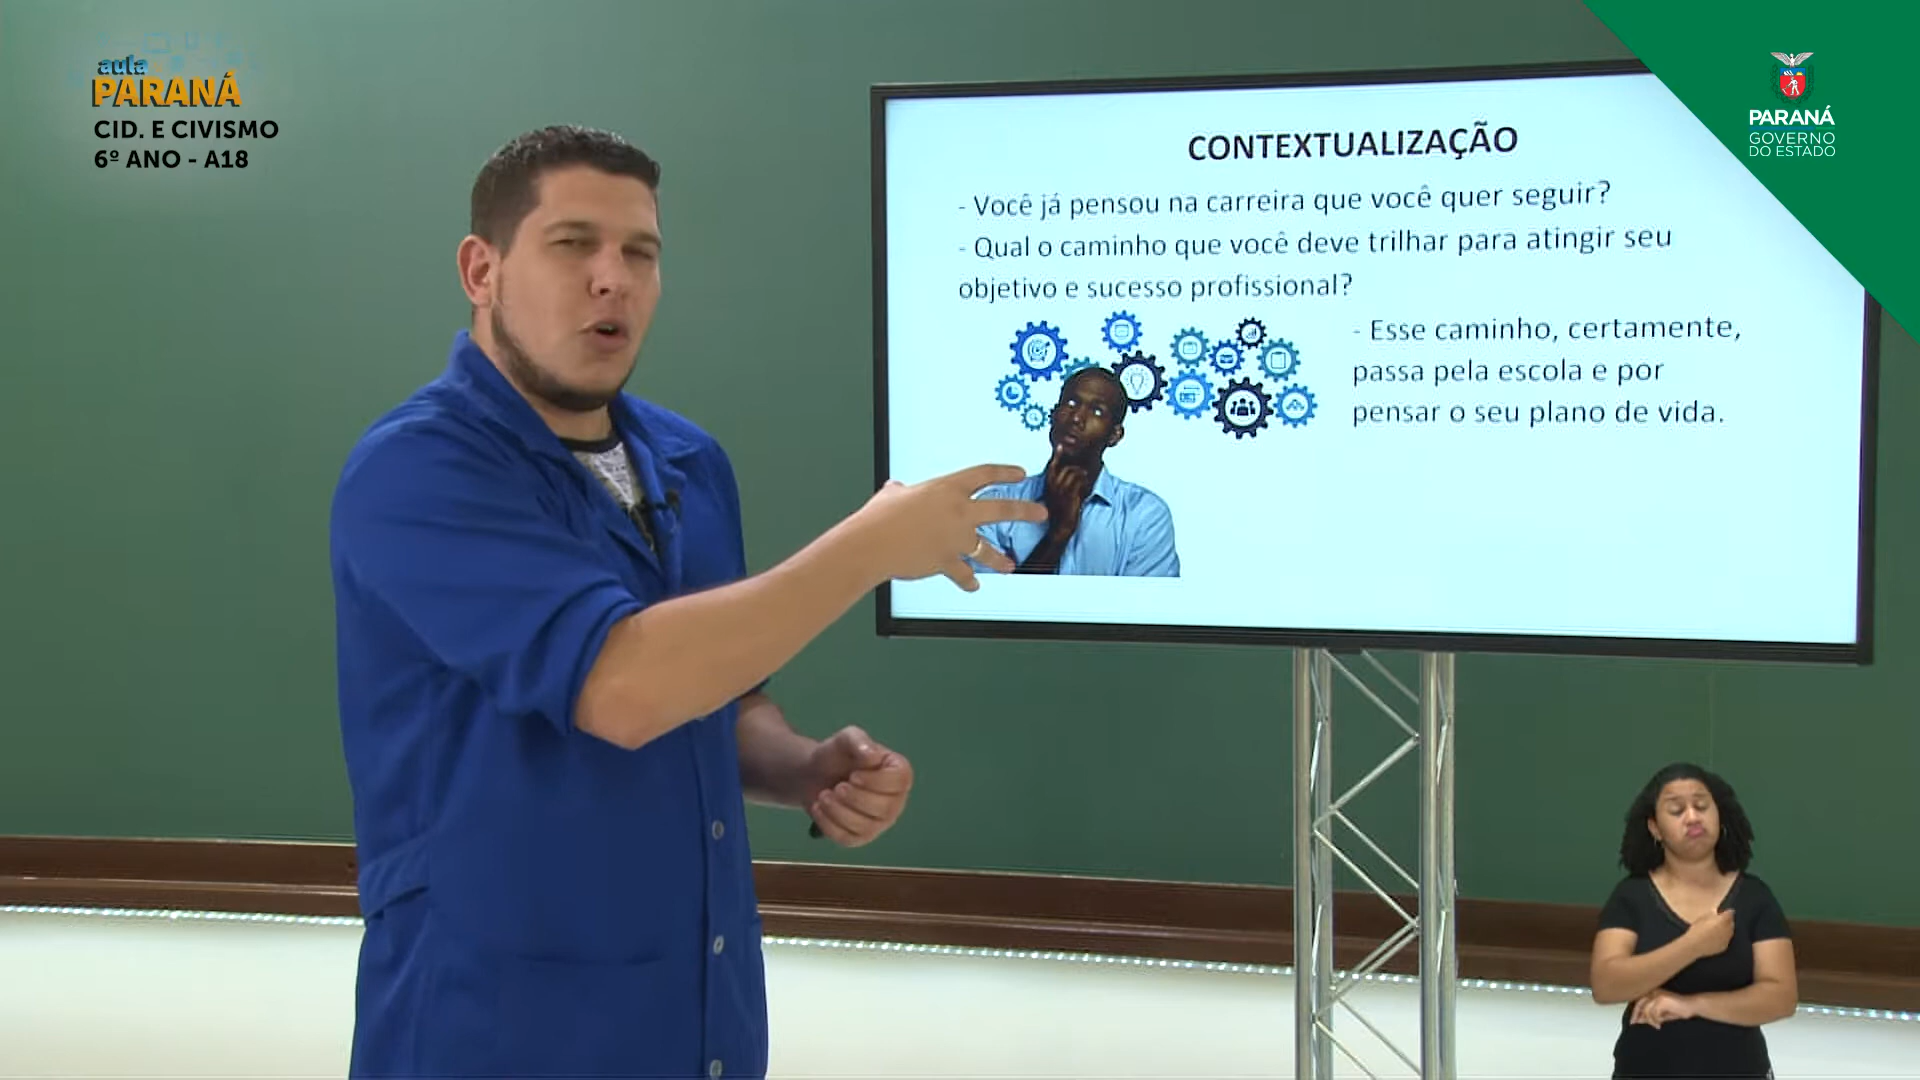 aula
PARANÁ
CID. E CIVISMO
6º ANO - A18
CONTEXTUALIZAÇÃO
- Você já pensou na carreira que você quer seguir?
- Qual o caminho que você deve trilhar para atingir seu
objetivo e sucesso profissional?
- Esse caminho, certamente,
passa pela escola e por
pensar o seu plano de vida.
PARANÁ
GOVERNO
DO ESTADO